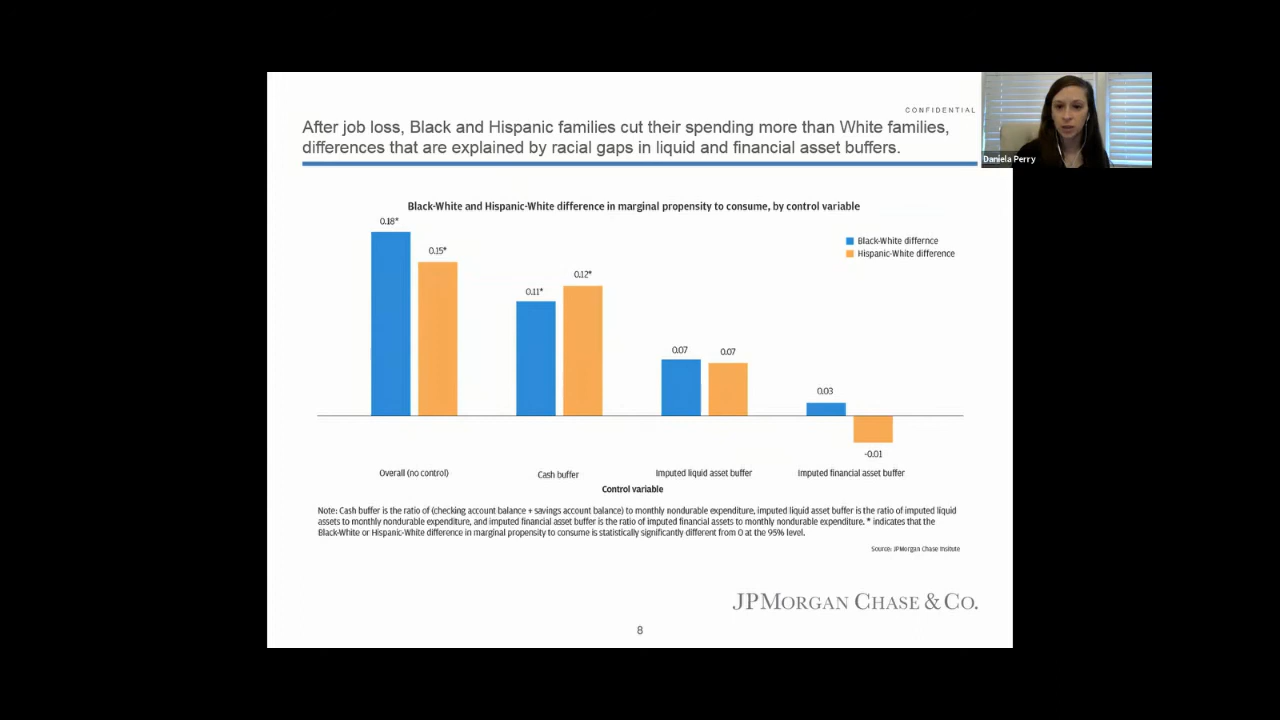 CONFIDENTIAL
After job loss, Black and Hispanic families cut their spending more than White families,
differences that are explained by racial gaps in liquid and financial asset buffers.
Daniela Perry
Black-White and Hispanic-White difference in marginal propensity to consume, by control variable
Black-White differnce
Hispanic-White difference
0.18*
0.15*
0.11*
0.12*
0.07
0.07
0.03
-0.01
Overall (no control)
Cash buffer
Imputed liquid asset buffer
Imputed financial asset buffer
Control variable
Note: Cash buffer is the ratio of (checking account balance + savings account balance) to monthly nondurable expenditure, imputed liquid asset buffer is the ratio of imputed liquid
assets to monthly nondurable expenditure, and imputed financial asset buffer is the ratio of imputed financial assets to monthly nondurable expenditure. * indicates that the
Black-White or Hispanic-White difference in marginal propensity to consume is statistically significantly different from 0 at the 95% level.
Source: JPMorgan Chase Insitute
JPMORGAN CHASE & CO.
8